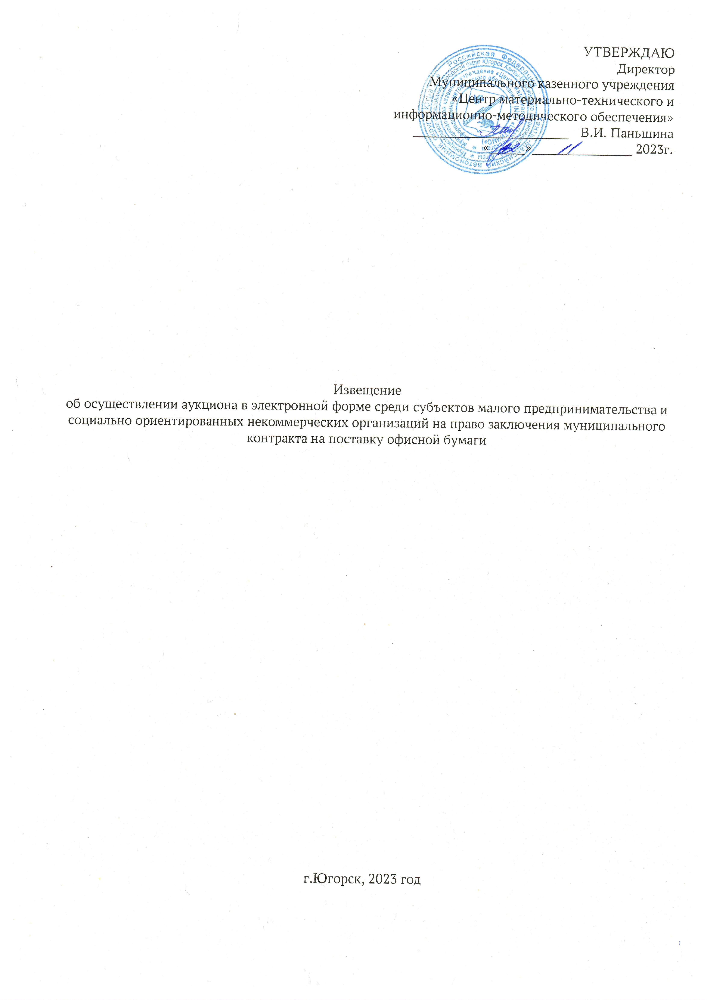 УТВЕРЖДАЮ
Директор
Муниципального казенного учреждения
«Центр материально-технического и
информационно-методического обеспечения»
В.И. Паньшина
« » 11 2023г.
Российская Федерация
Извещение
об осуществлении аукциона в электронной форме среди субъектов малого предпринимательства и
социально ориентированных некоммерческих организаций на право заключения муниципального
контракта на поставку офисной бумаги
г.Югорск, 2023 год